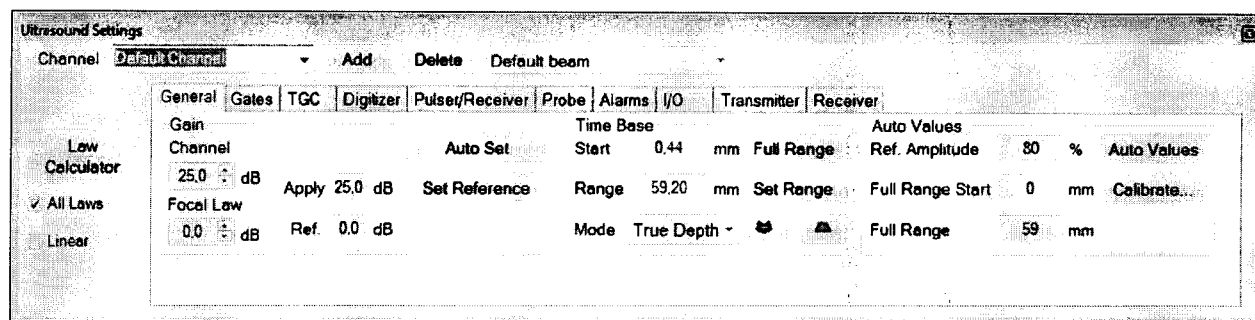 Ultrasound Settings
Channel Default Channel Add Delete Default beam
General Gates TGC Digitizer Pulser/Receiver Probe Alarms I/O Transmitter Receiver
Gain Time Base Auto Values
Law Calculator
Channel Auto Set Start 0,44 mm Full Range Ref. Amplitude 80 % Auto Values
25,0 dB Apply 25,0 dB Set Reference Range 59,20 mm Set Range Full Range Start 0 mm Calibrate...
All Laws
Focal Law
0,0 dB Ref. 0,0 dB Mode True Depth Full Range 59 mm
Linear